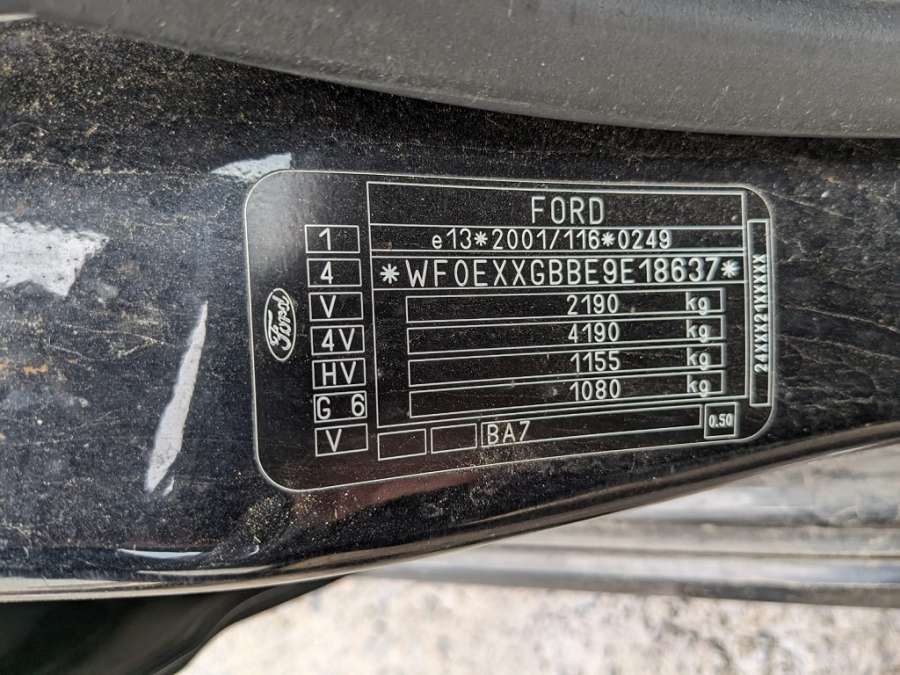 FORD
1 e13*2001/116*0249
4 *WF0EXXGBBE9E18637*
V 2190 kg
4V 4190 kg
HV 1155 kg
G 6 1080 kg
V BA7 0.50
Ford
24XXX21XXXXX